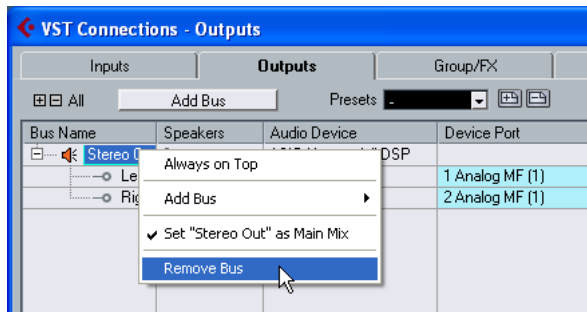 VST Connections - Outputs
Inputs Outputs Group/FX
All Add Bus Presets -
Bus Name Speakers Audio Device Device Port
Stereo DSP
Le 1 Analog MF (1)
Rig 2 Analog MF (1)
Always on Top
Add Bus
Set "Stereo Out" as Main Mix
Remove Bus